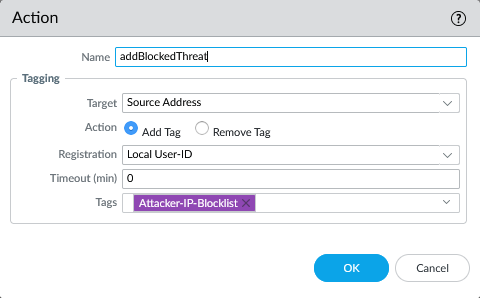 Action
?
Name addBlockedThreat
Tagging
Target Source Address
Action Add Tag Remove Tag
Registration Local User-ID
Timeout (min) 0
Tags Attacker-IP-Blocklist ×
OK Cancel